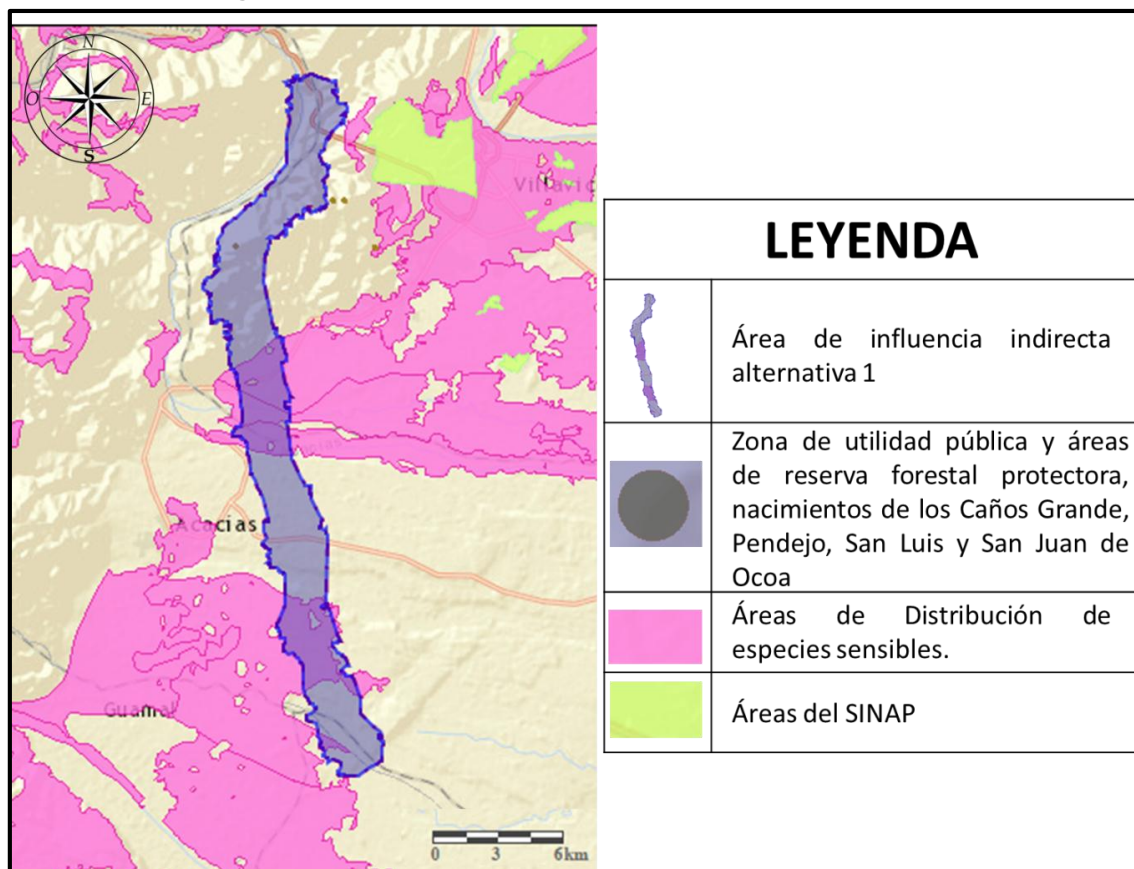 N
O
E
S
Villavic
Acacias
Guamal
0 3 6km
LEYENDA
Área de influencia indirecta
alternativa 1
Zona de utilidad pública y áreas
de reserva forestal protectora,
nacimientos de los Caños Grande,
Pendejo, San Luis y San Juan de
Ocoa
Áreas de Distribución de
especies sensibles.
Áreas del SINAP